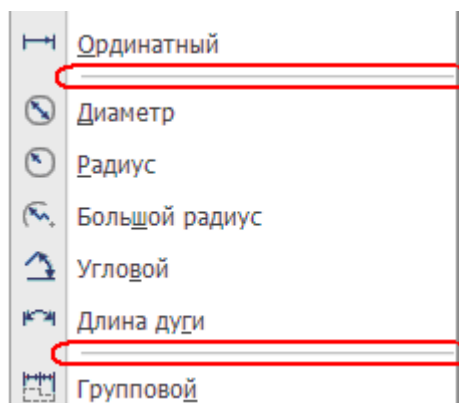 Ординатный
Диаметр
Радиус
Большой радиус
Угловой
Длина дуги
Групповой